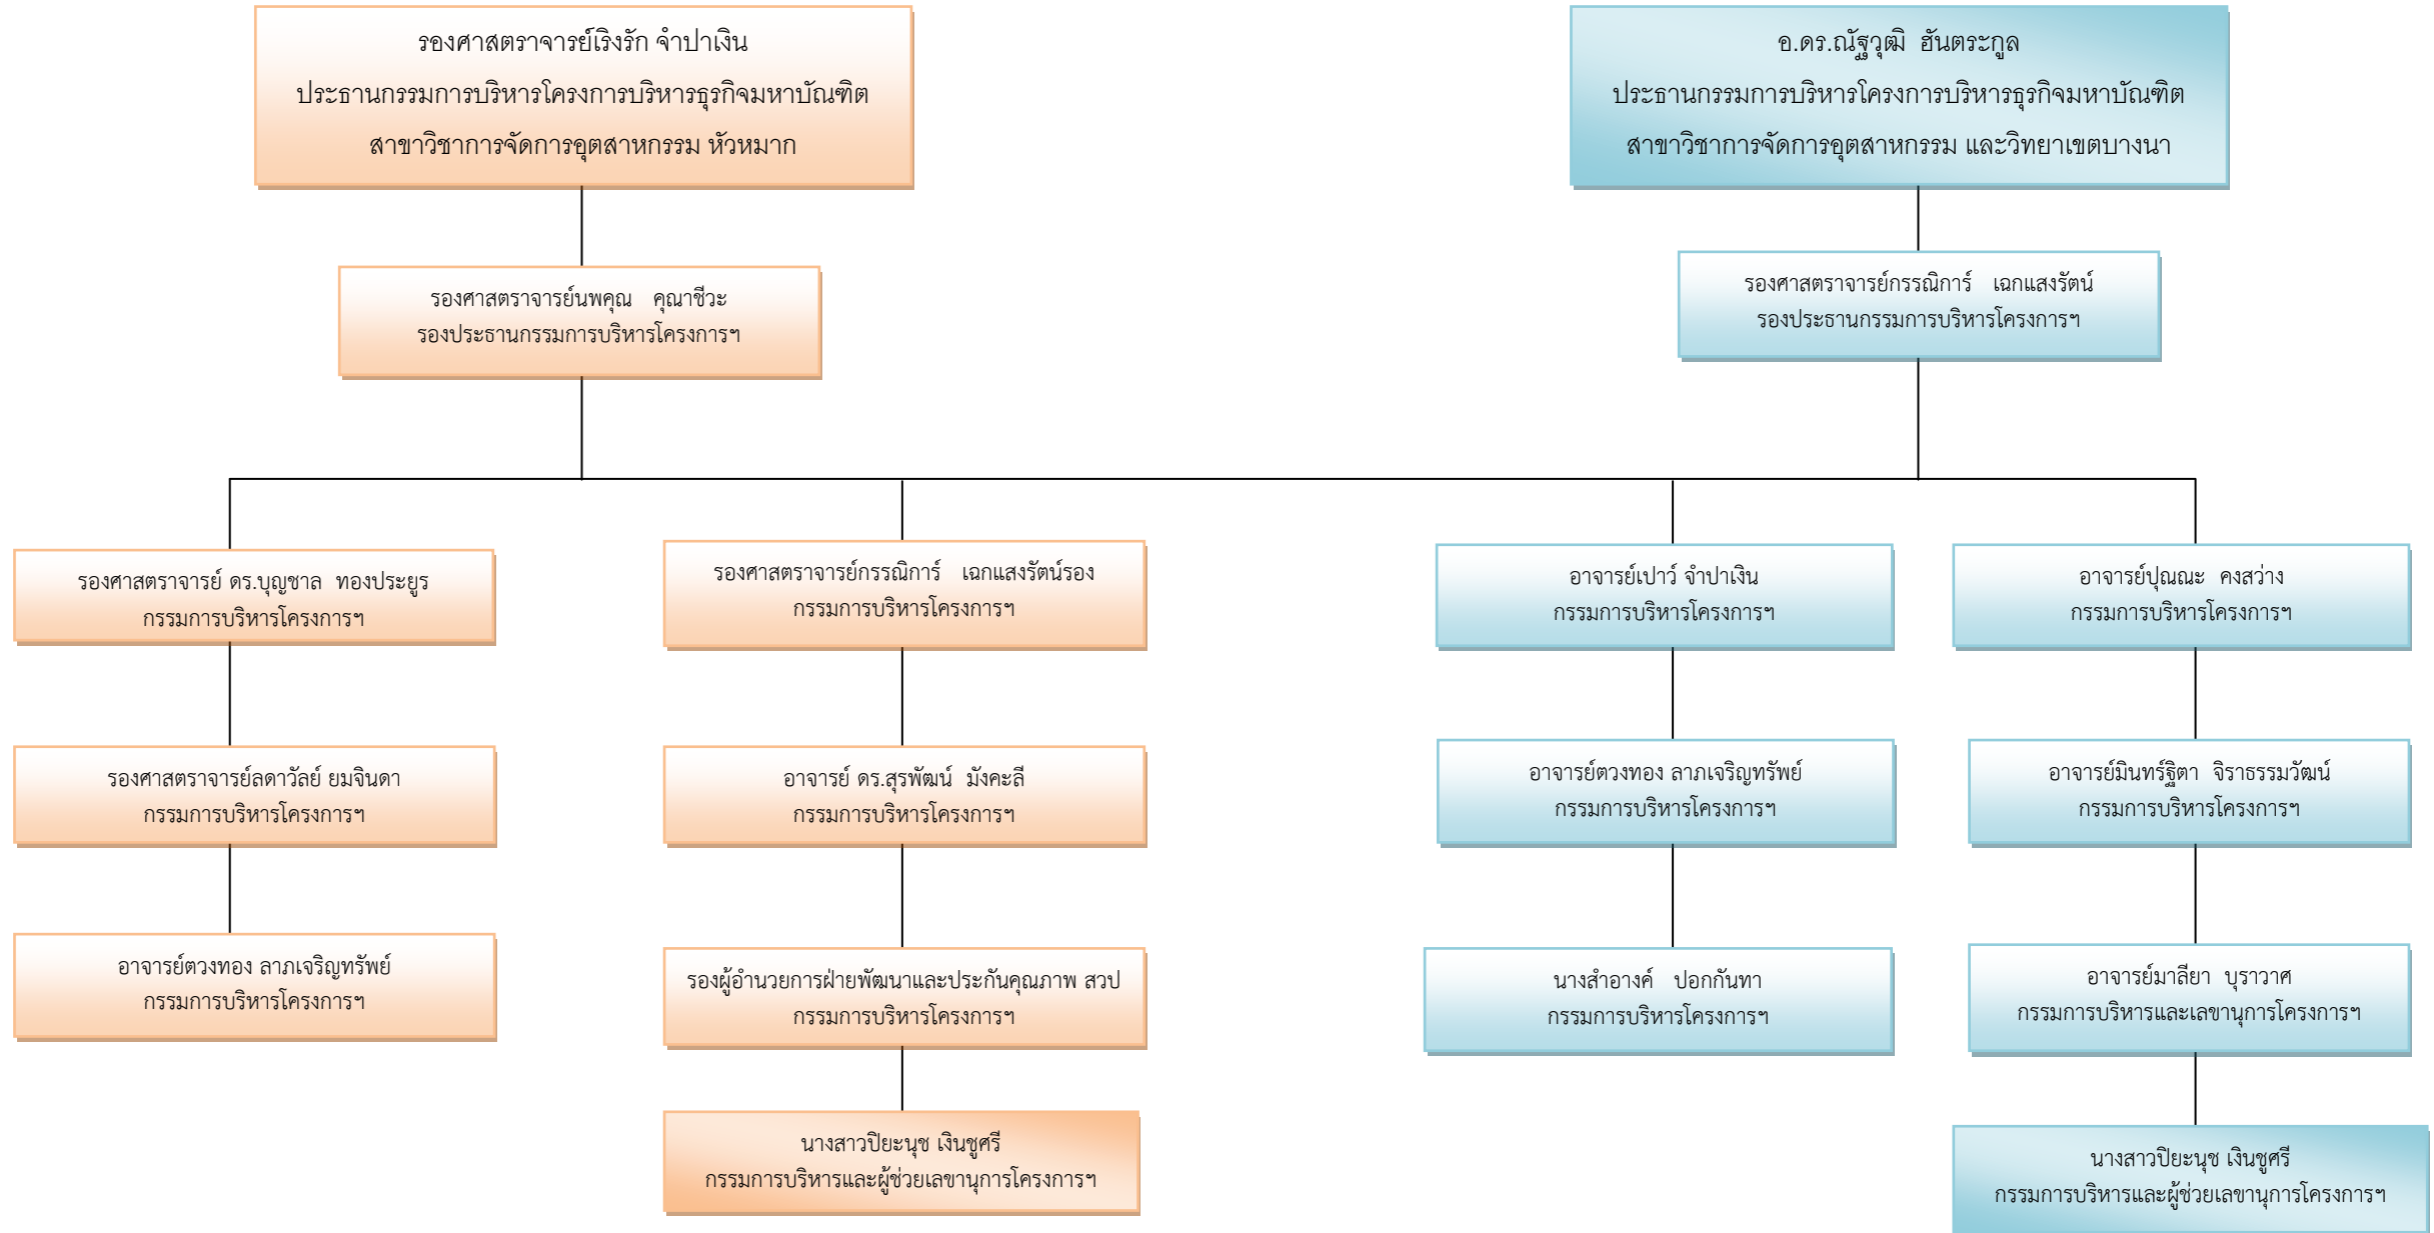 รองศาสตราจารย์เริงรัก จำปาเงิน
ประธานกรรมการบริหารโครงการบริหารธุรกิจมหาบัณฑิต
สาขาวิชาการจัดการอุตสาหกรรม หัวหมาก
อ.ดร.ณัฐวุฒิ ฮันตระกูล
ประธานกรรมการบริหารโครงการบริหารธุรกิจมหาบัณฑิต
สาขาวิชาการจัดการอุตสาหกรรม และวิทยาเขตบางนา
รองศาสตราจารย์นพคุณ คุณาชีวะ
รองประธานกรรมการบริหารโครงการฯ
รองศาสตราจารย์กรรณิการ์ เฉกแสงรัตน์
รองประธานกรรมการบริหารโครงการฯ
รองศาสตราจารย์ ดร.บุญชาล ทองประยูร
กรรมการบริหารโครงการฯ
รองศาสตราจารย์กรรณิการ์ เฉกแสงรัตน์รอง
กรรมการบริหารโครงการฯ
อาจารย์เปาว์ จำปาเงิน
กรรมการบริหารโครงการฯ
อาจารย์ปุณณะ คงสว่าง
กรรมการบริหารโครงการฯ
รองศาสตราจารย์ลดาวัลย์ ยมจินดา
กรรมการบริหารโครงการฯ
อาจารย์ ดร.สุรพัฒน์ มังคะลี
กรรมการบริหารโครงการฯ
อาจารย์ตวงทอง ลาภเจริญทรัพย์
กรรมการบริหารโครงการฯ
อาจารย์มินทร์ฐิตา จิราธรรมวัฒน์
กรรมการบริหารโครงการฯ
อาจารย์ตวงทอง ลาภเจริญทรัพย์
กรรมการบริหารโครงการฯ
รองผู้อำนวยการฝ่ายพัฒนาและประกันคุณภาพ สวป
กรรมการบริหารโครงการฯ
นางสำอางค์ ปอกกันทา
กรรมการบริหารโครงการฯ
อาจารย์มาลียา บุราวาศ
กรรมการบริหารและเลขานุการโครงการฯ
นางสาวปิยะนุช เงินชูศรี
กรรมการบริหารและผู้ช่วยเลขานุการโครงการฯ
นางสาวปิยะนุช เงินชูศรี
กรรมการบริหารและผู้ช่วยเลขานุการโครงการฯ